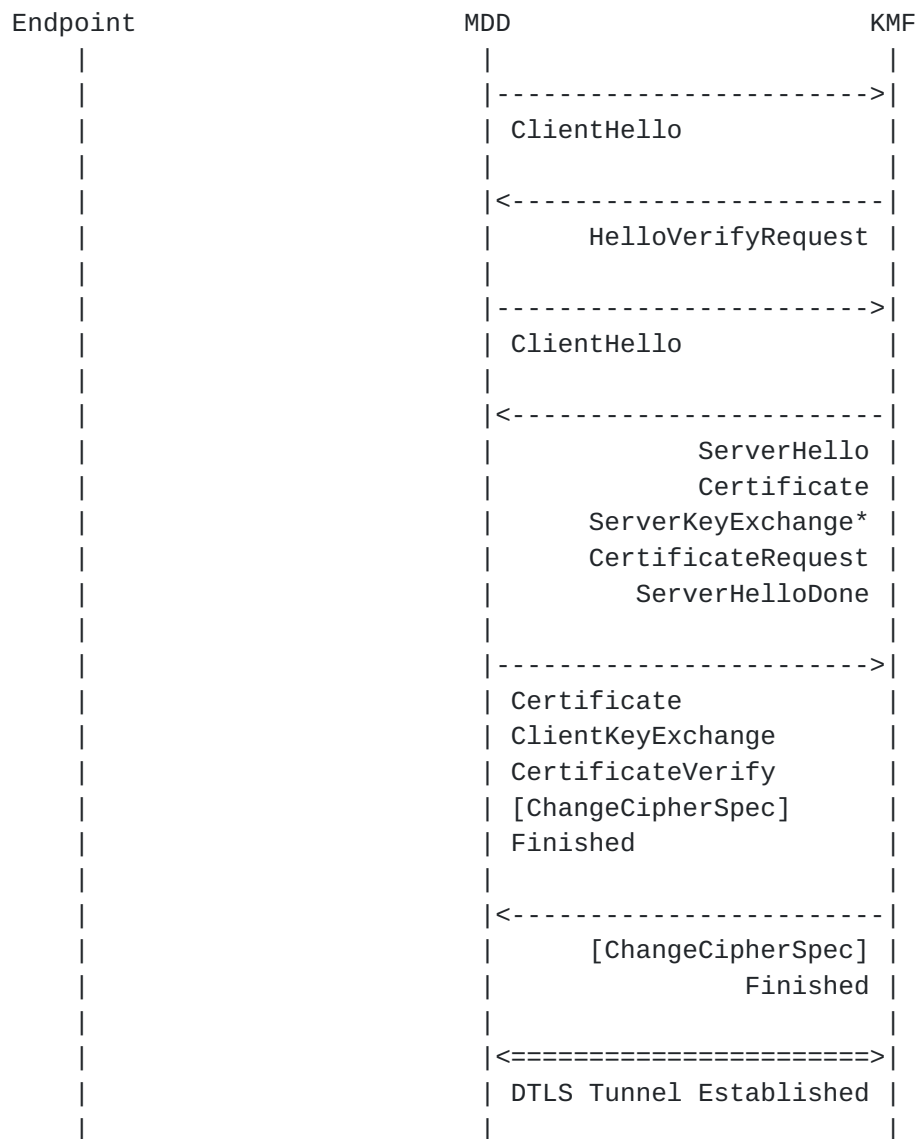 Endpoint MDD KMF
| | |
| |------------------------>|
| | ClientHello |
| | |
| |<------------------------|
| | HelloVerifyRequest |
| | |
| |------------------------>|
| | ClientHello |
| | |
| |<------------------------|
| | ServerHello |
| | Certificate |
| | ServerKeyExchange* |
| | CertificateRequest |
| | ServerHelloDone |
| | |
| |------------------------>|
| | Certificate |
| | ClientKeyExchange |
| | CertificateVerify |
| | [ChangeCipherSpec] |
| | Finished |
| | |
| |<------------------------|
| | [ChangeCipherSpec] |
| | Finished |
| | |
| |<=======================>|
| | DTLS Tunnel Established |
| | |